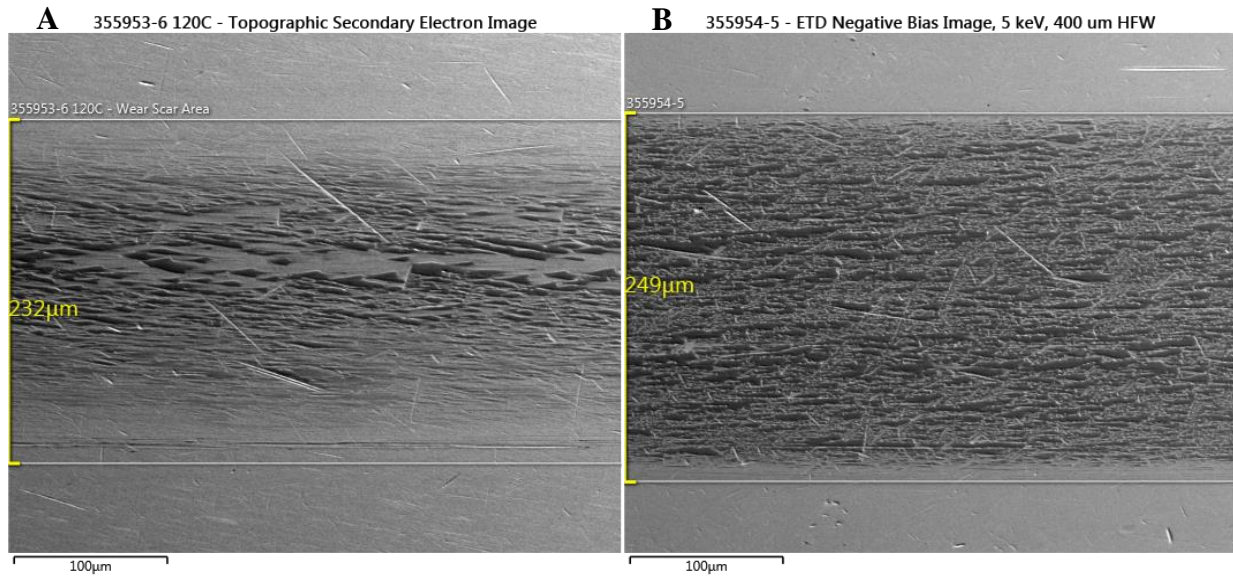 A 355953-6 120C - Topographic Secondary Electron Image
355953-6 120C - Wear Scar Area
232µm
100µm
B 355954-5 - ETD Negative Bias Image, 5 keV, 400 um HFW
355954-5
249µm
100µm